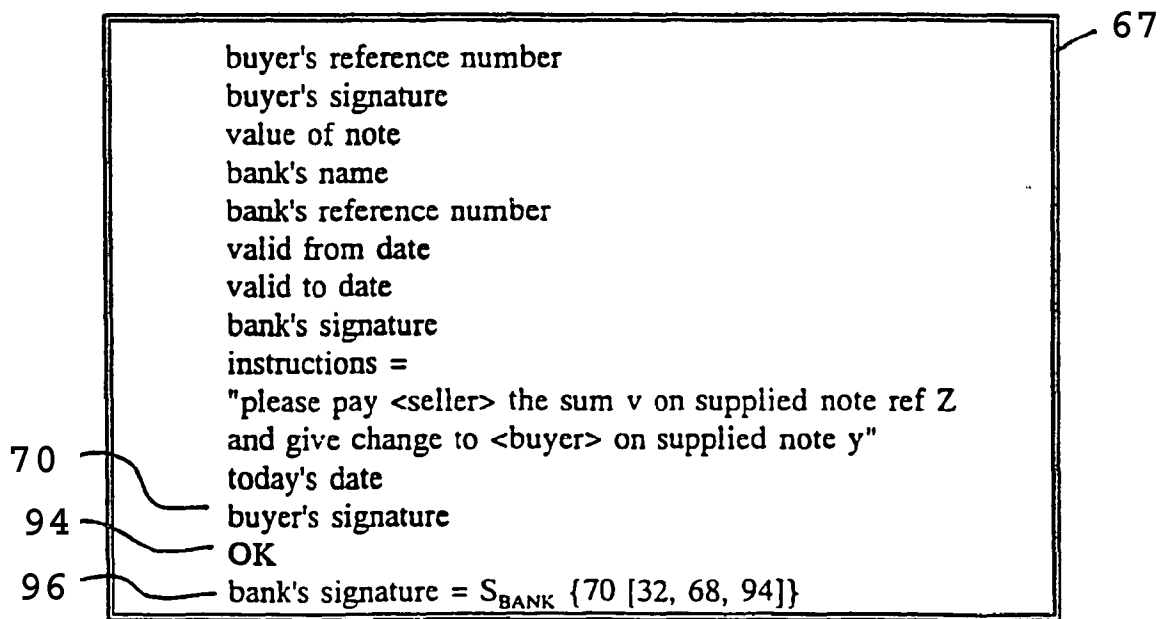 67
buyer's reference number
buyer's signature
value of note
bank's name
bank's reference number
valid from date
valid to date
bank's signature
instructions =
"please pay <seller> the sum v on supplied note ref Z
and give change to <buyer> on supplied note y"
today's date
70 buyer's signature
94 OK
96 bank's signature = S_BANK {70 [32, 68, 94]}